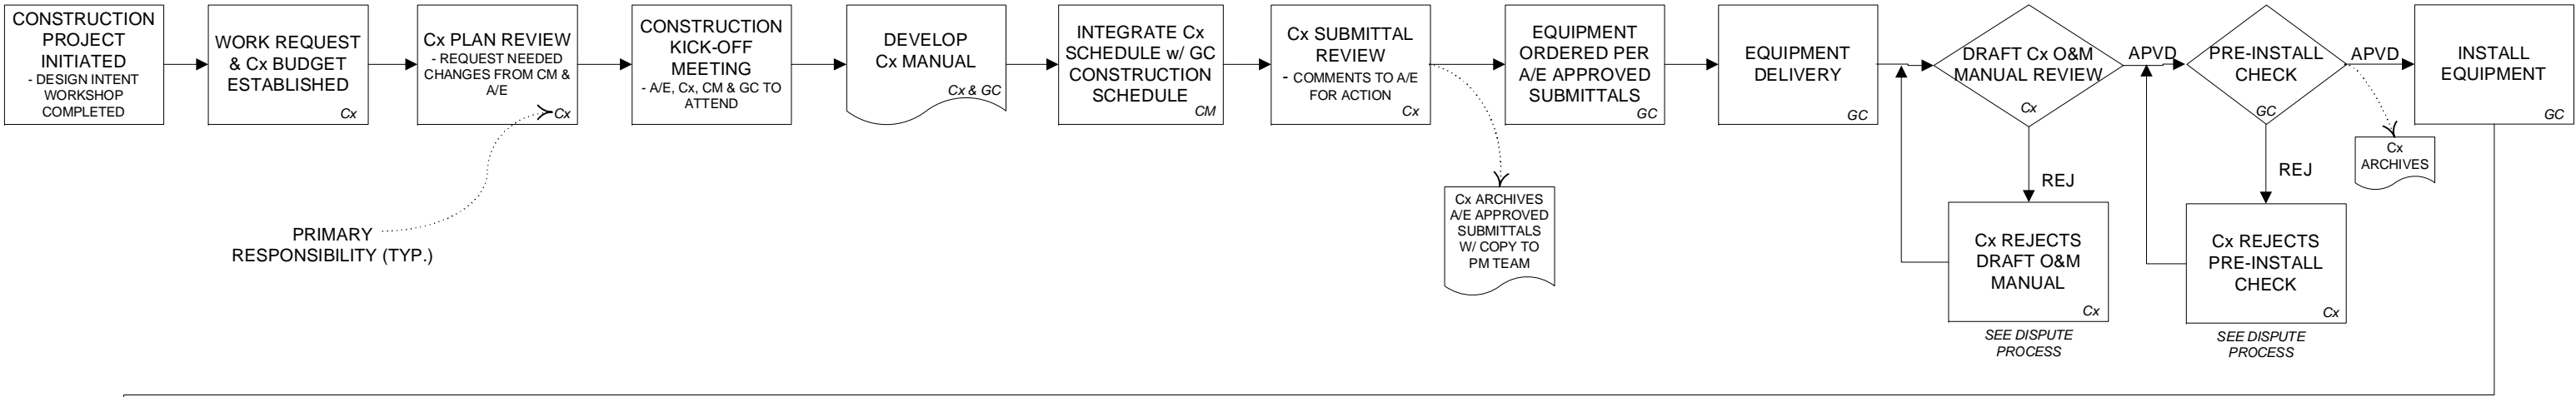 CONSTRUCTION
PROJECT
INITIATED
- DESIGN INTENT
WORKSHOP
COMPLETED
WORK REQUEST
& Cx BUDGET
ESTABLISHED
Cx
Cx PLAN REVIEW
- REQUEST NEEDED
CHANGES FROM CM &
A/E
Cx
PRIMARY
RESPONSIBILITY (TYP.)
CONSTRUCTION
KICK-OFF
MEETING
- A/E, Cx, CM & GC TO
ATTEND
DEVELOP
Cx MANUAL
Cx & GC
INTEGRATE Cx
SCHEDULE w/ GC
CONSTRUCTION
SCHEDULE
CM
Cx SUBMITTAL
REVIEW
- COMMENTS TO A/E
FOR ACTION
Cx
Cx ARCHIVES
A/E APPROVED
SUBMITTALS
W/ COPY TO
PM TEAM
EQUIPMENT
ORDERED PER
A/E APPROVED
SUBMITTALS
GC
EQUIPMENT
DELIVERY
GC
DRAFT Cx O&M
MANUAL REVIEW
Cx
APVD
REJ
Cx REJECTS
DRAFT O&M
MANUAL
Cx
SEE DISPUTE
PROCESS
PRE-INSTALL
CHECK
GC
APVD
REJ
Cx REJECTS
PRE-INSTALL
CHECK
Cx
SEE DISPUTE
PROCESS
Cx
ARCHIVES
INSTALL
EQUIPMENT
GC